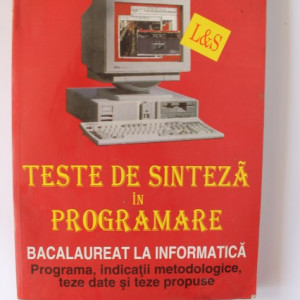 L&S
TESTE DE SINTEZĂ
ÎN
PROGRAMARE
BACALAUREAT LA INFORMATICĂ
Programa, indicații metodologice,
teze date și teze propuse